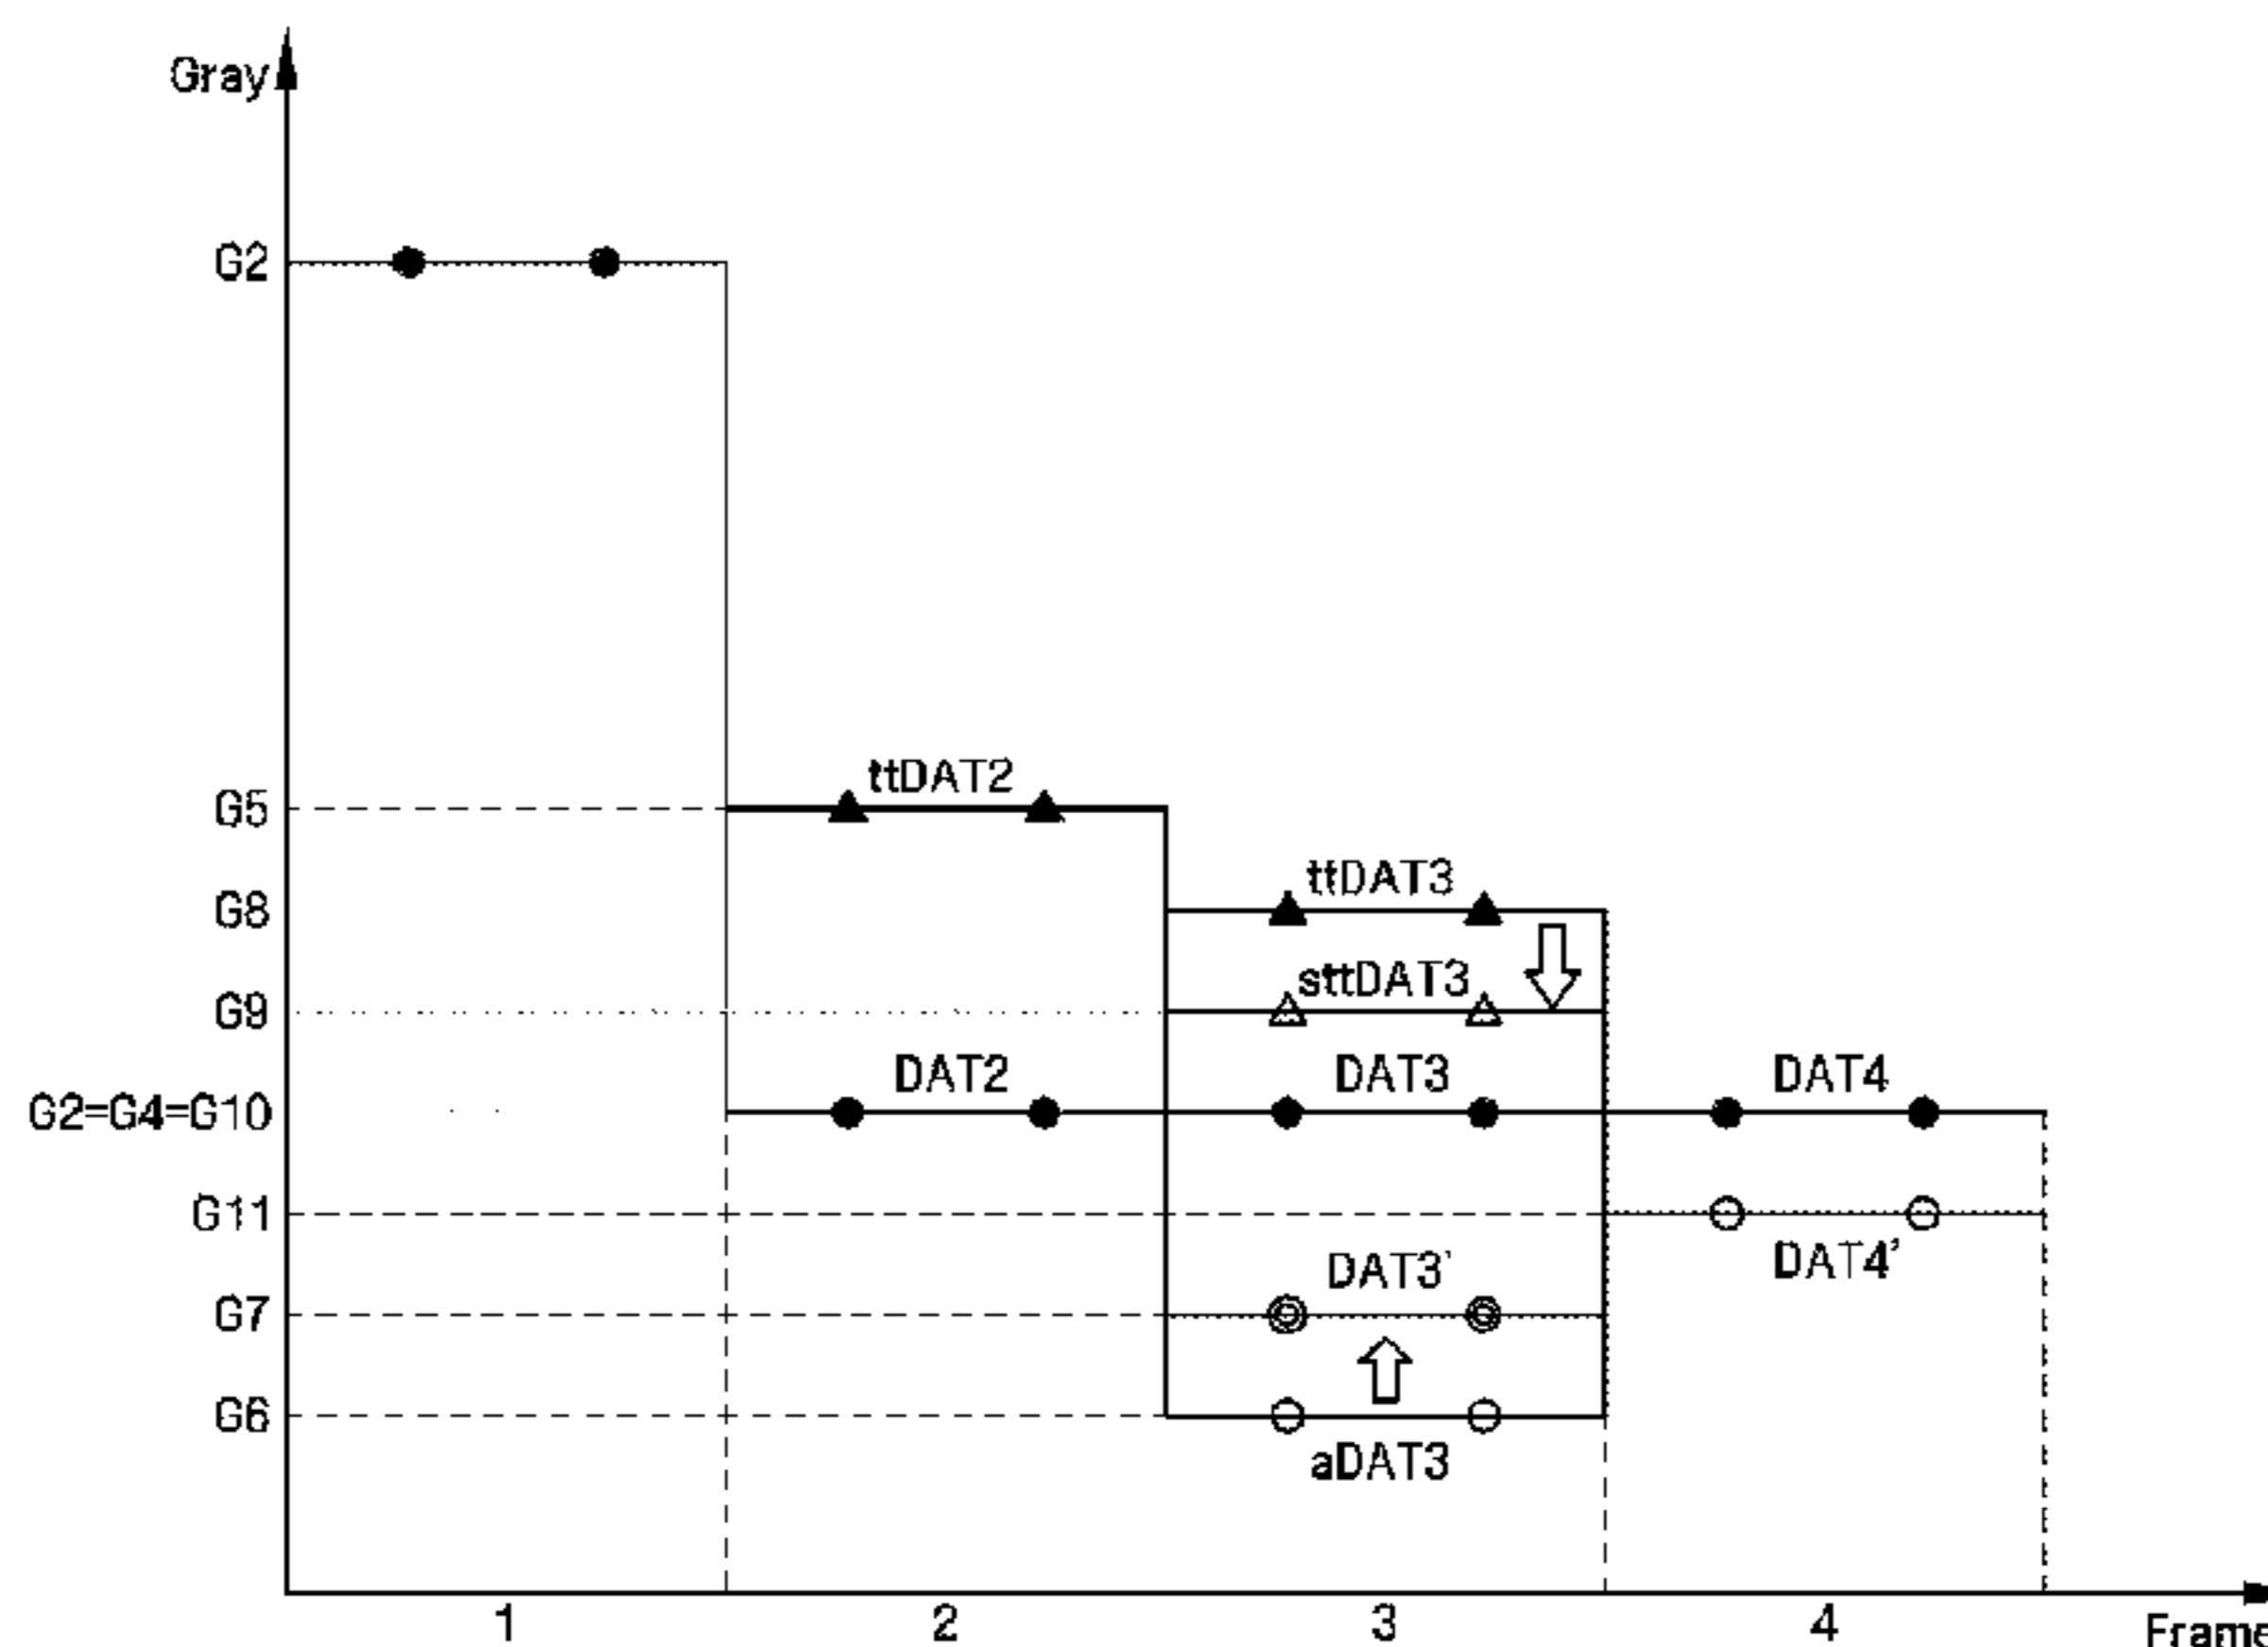 Gray
G2
ttDAT2
G5
ttDAT3
G8
sttDAT3
G9
DAT2 DAT3 DAT4
G2=G4=G10
G11
DAT3' DAT4'
G7
G6
aDAT3
1 2 3 4
Frame